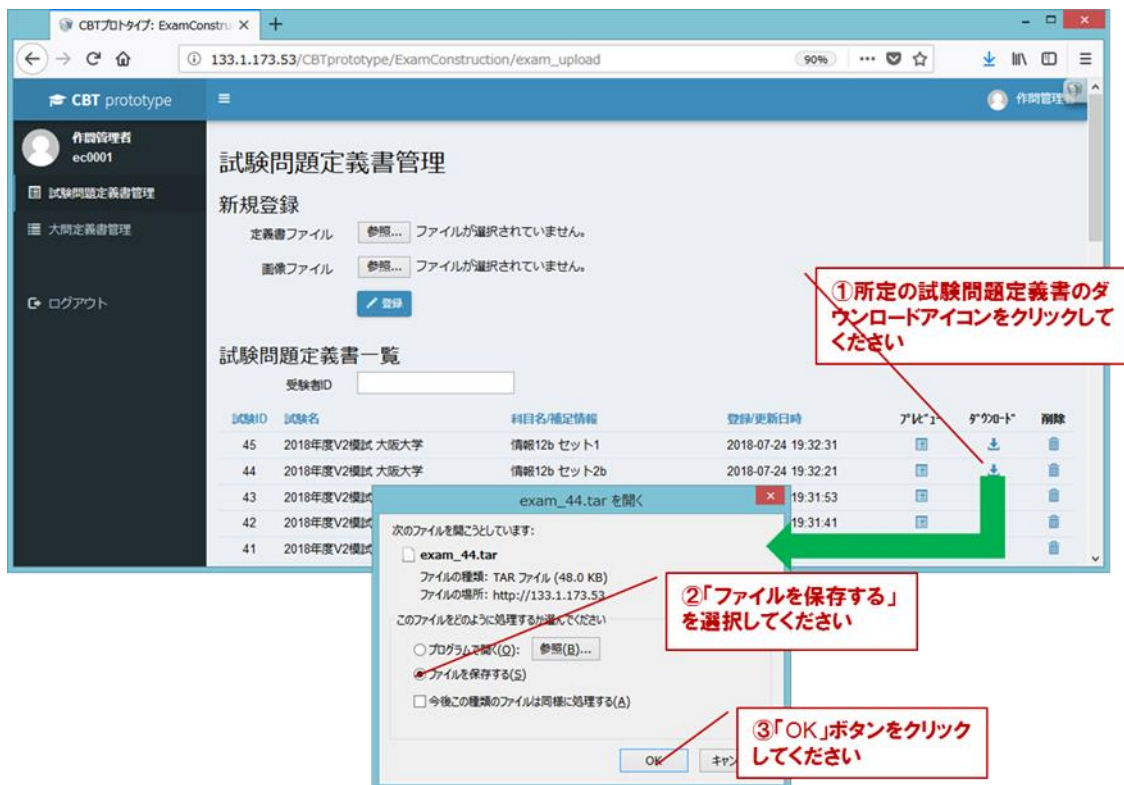 CBTプロトタイプ: ExamConstru
133.1.173.53/CBTprototype/ExamConstruction/exam_upload
90%
CBT prototype
作問管理者
作問管理者
ec0001
試験問題定義書管理
大問定義書管理
ログアウト
試験問題定義書管理
新規登録
定義書ファイル 参照... ファイルが選択されていません。
画像ファイル 参照... ファイルが選択されていません。
登録
試験問題定義書一覧
受験者ID
試験ID 試験名 科目名/補足情報 登録/更新日時 プレビュー ダウンロード 削除
45 2018年度V2模試 大阪大学 情報12b セット1 2018-07-24 19:32:31
44 2018年度V2模試 大阪大学 情報12b セット2b 2018-07-24 19:32:21
43 2018年度V2模試 19:31:53
42 2018年度V2模試 19:31:41
41 2018年度V2模試
①所定の試験問題定義書のダ
ウンロードアイコンをクリックして
ください
exam_44.tar を開く
次のファイルを開こうとしています:
exam_44.tar
ファイルの種類: TAR ファイル (48.0 KB)
ファイルの場所: http://133.1.173.53
このファイルをどのように処理するか選んでください
プログラムで開く(O): 参照(B)...
ファイルを保存する(S)
今後この種類のファイルは同様に処理する(A)
OK キャン
②「ファイルを保存する」
を選択してください
③「OK」ボタンをクリック
してください